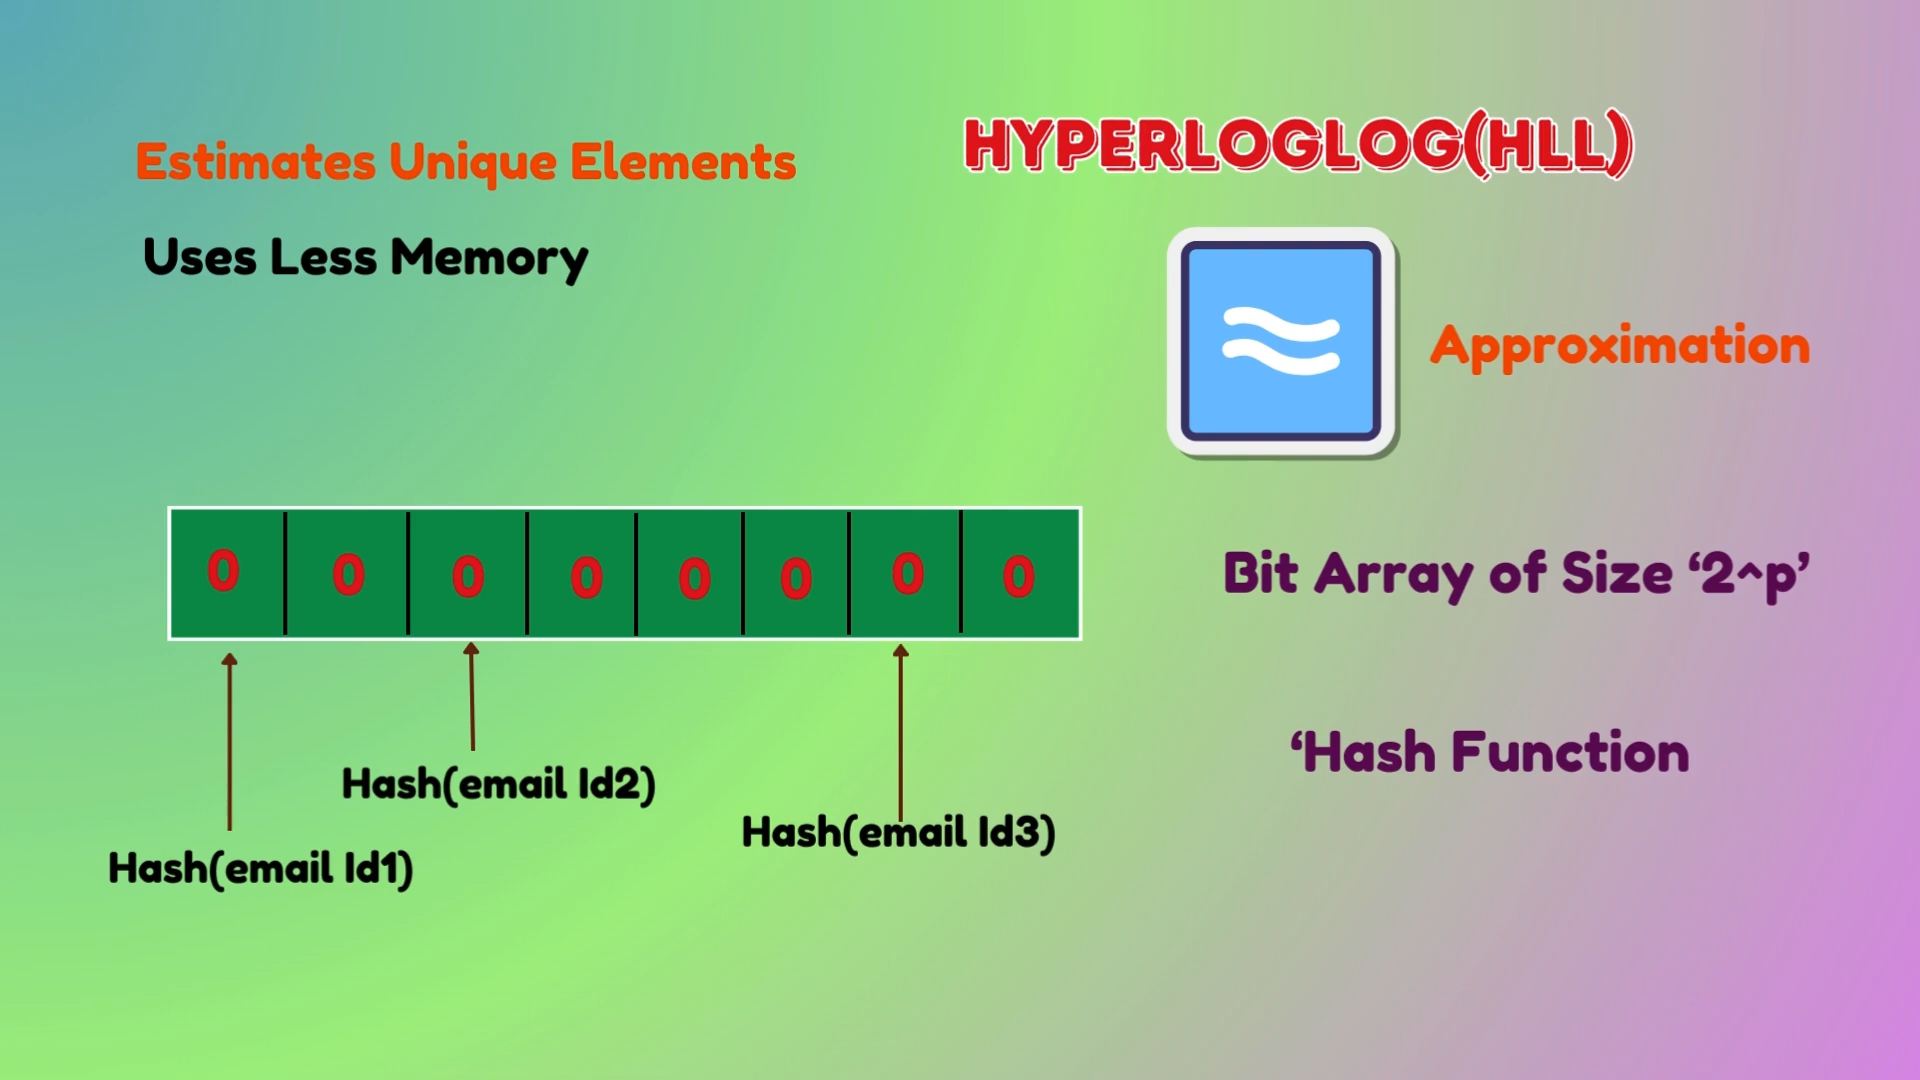 HYPERLOGLOG(HLL)
Estimates Unique Elements
Uses Less Memory
Approximation
0 0 0 0 0 0 0 0
Bit Array of Size ‘2^p’
‘Hash Function
Hash(email Id2)
Hash(email Id3)
Hash(email Id1)